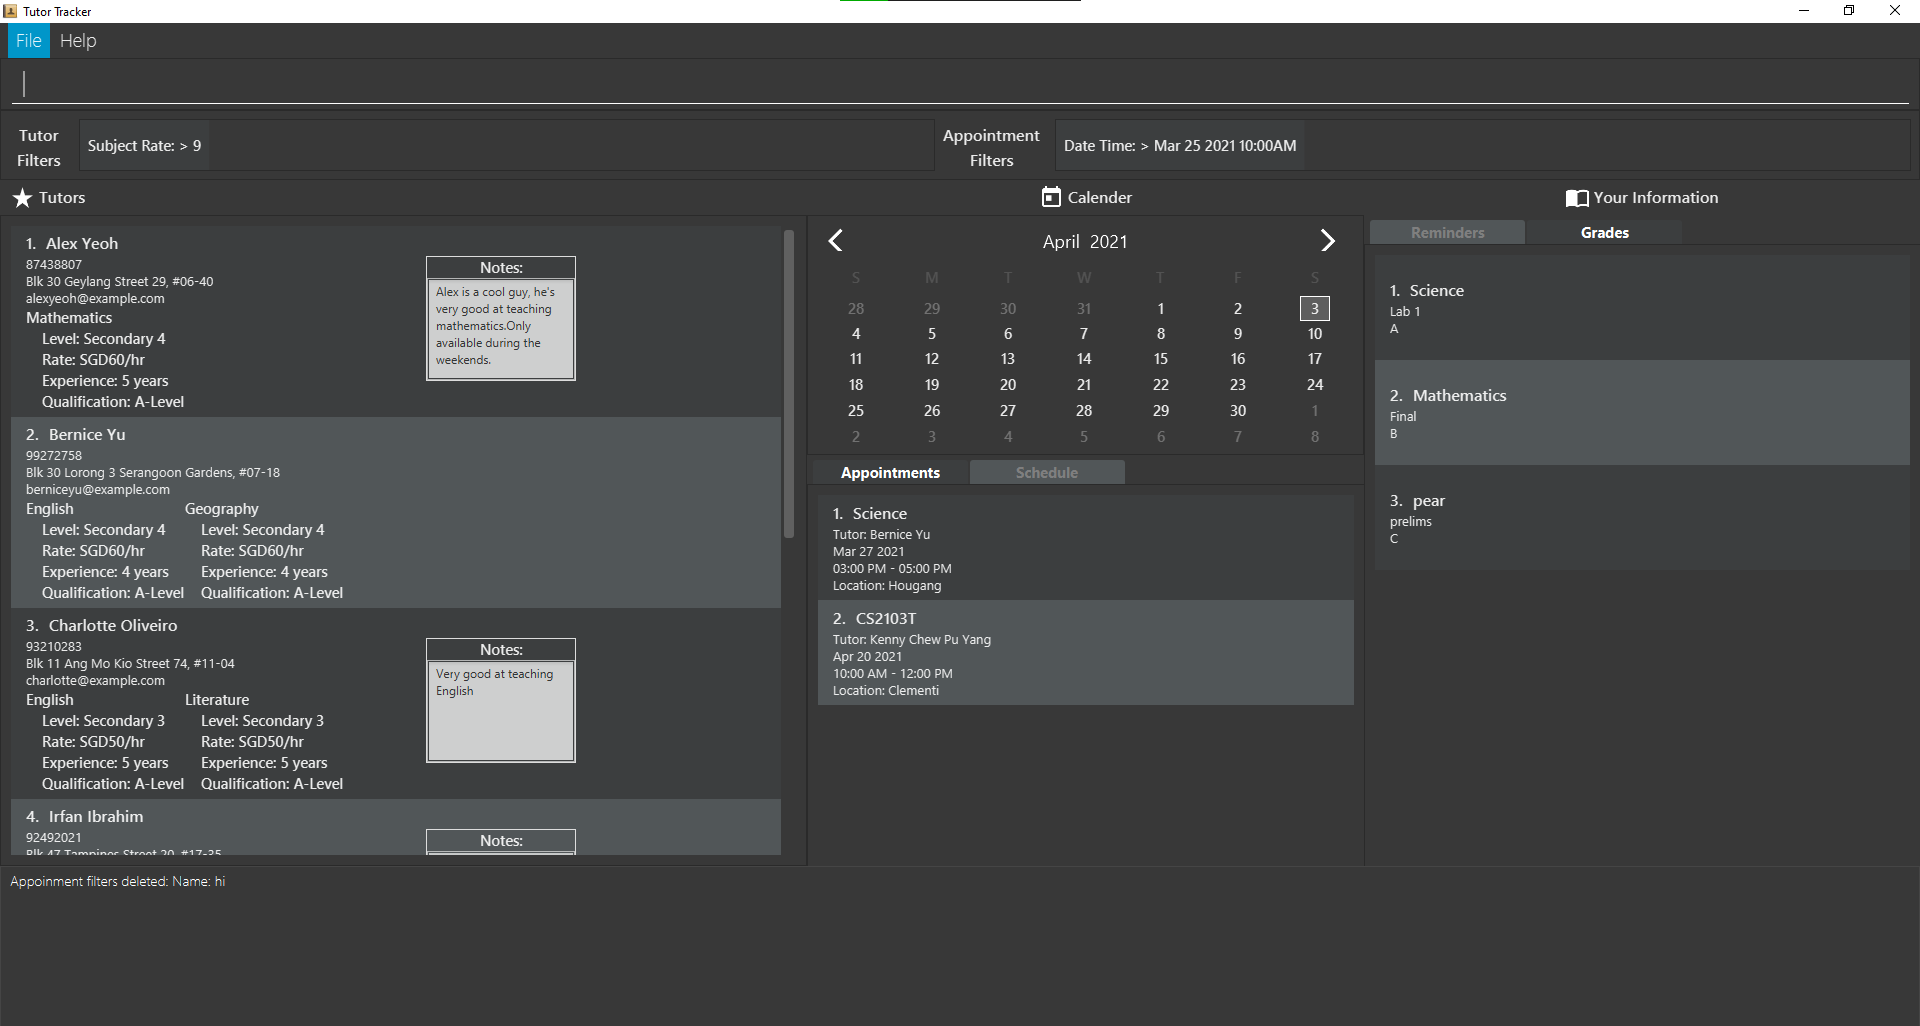 Tutor Tracker
File Help
Tutor Filters
Subject Rate: > 9
Appointment Filters
Date Time: > Mar 25 2021 10:00AM
Tutors
1. Alex Yeoh
87438807
Blk 30 Geylang Street 29, #06-40
alexyeoh@example.com
Mathematics
Level: Secondary 4
Rate: SGD60/hr
Experience: 5 years
Qualification: A-Level
Notes:
Alex is a cool guy, he's
very good at teaching
mathematics.Only
available during the
weekends.
2. Bernice Yu
99272758
Blk 30 Lorong 3 Serangoon Gardens, #07-18
berniceyu@example.com
English Geography
Level: Secondary 4 Level: Secondary 4
Rate: SGD60/hr Rate: SGD60/hr
Experience: 4 years Experience: 4 years
Qualification: A-Level Qualification: A-Level
3. Charlotte Oliveiro
93210283
Blk 11 Ang Mo Kio Street 74, #11-04
charlotte@example.com
English Literature
Level: Secondary 3 Level: Secondary 3
Rate: SGD50/hr Rate: SGD50/hr
Experience: 5 years Experience: 5 years
Qualification: A-Level Qualification: A-Level
Notes:
Very good at teaching
English
4. Irfan Ibrahim
92492021
Blk 47 Tampines Street 20, #17-35
Notes:
Calender
April 2021
S M T W T F S
28 29 30 31 1 2 3
4 5 6 7 8 9 10
11 12 13 14 15 16 17
18 19 20 21 22 23 24
25 26 27 28 29 30 1
2 3 4 5 6 7 8
Appointments Schedule
1. Science
Tutor: Bernice Yu
Mar 27 2021
03:00 PM - 05:00 PM
Location: Hougang
2. CS2103T
Tutor: Kenny Chew Pu Yang
Apr 20 2021
10:00 AM - 12:00 PM
Location: Clementi
Your Information
Reminders Grades
1. Science
Lab 1
A
2. Mathematics
Final
B
3. pear
prelims
C
Appoinment filters deleted: Name: hi